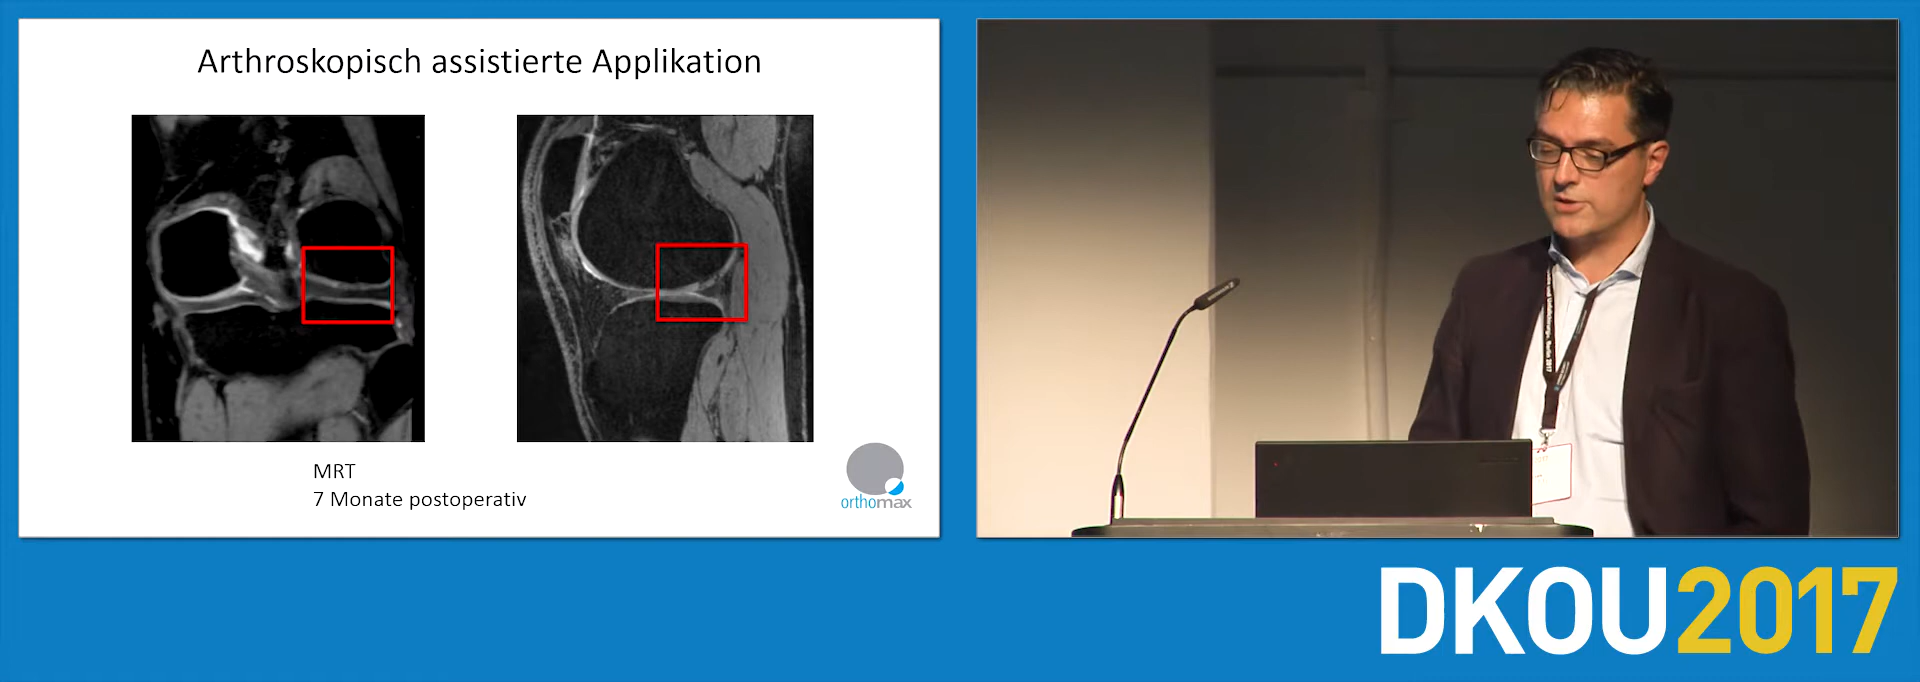 Arthroskopisch assistierte Applikation
MRT
7 Monate postoperativ
orthomax
DKOU2017